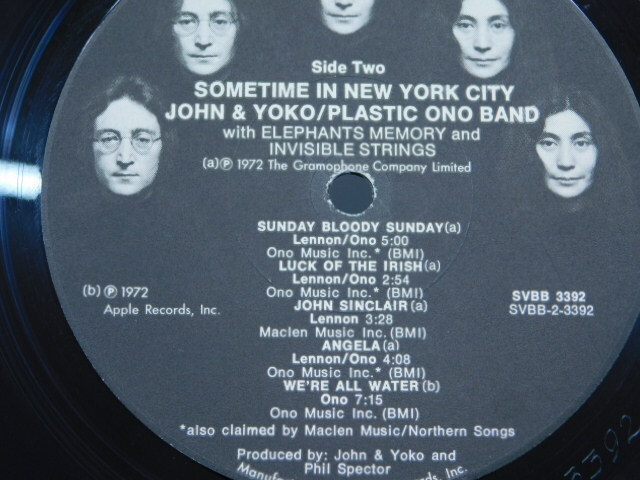 Side Two
SOMETIME IN NEW YORK CITY
JOHN & YOKO/PLASTIC ONO BAND
with ELEPHANTS MEMORY and
INVISIBLE STRINGS
(a)℗ 1972 The Gramophone Company Limited
SUNDAY BLOODY SUNDAY(a)
Lennon/Ono 5:00
Ono Music Inc.* (BMI)
LUCK OF THE IRISH(a)
Lennon/Ono 2:54
Ono Music Inc.* (BMI)
JOHN SINCLAIR(a)
Lennon 3:28
Maclen Music Inc. (BMI)
ANGELA(a)
Lennon/Ono 4:08
Ono Music Inc.* (BMI)
WE'RE ALL WATER(b)
Ono 7:15
Ono Music Inc. (BMI)
(b) ℗ 1972
Apple Records, Inc.
SVBB 3392
SVBB-2-3392
*also claimed by Maclen Music/Northern Songs
Produced by: John & Yoko and
Phil Spector
Records, Inc.
3392